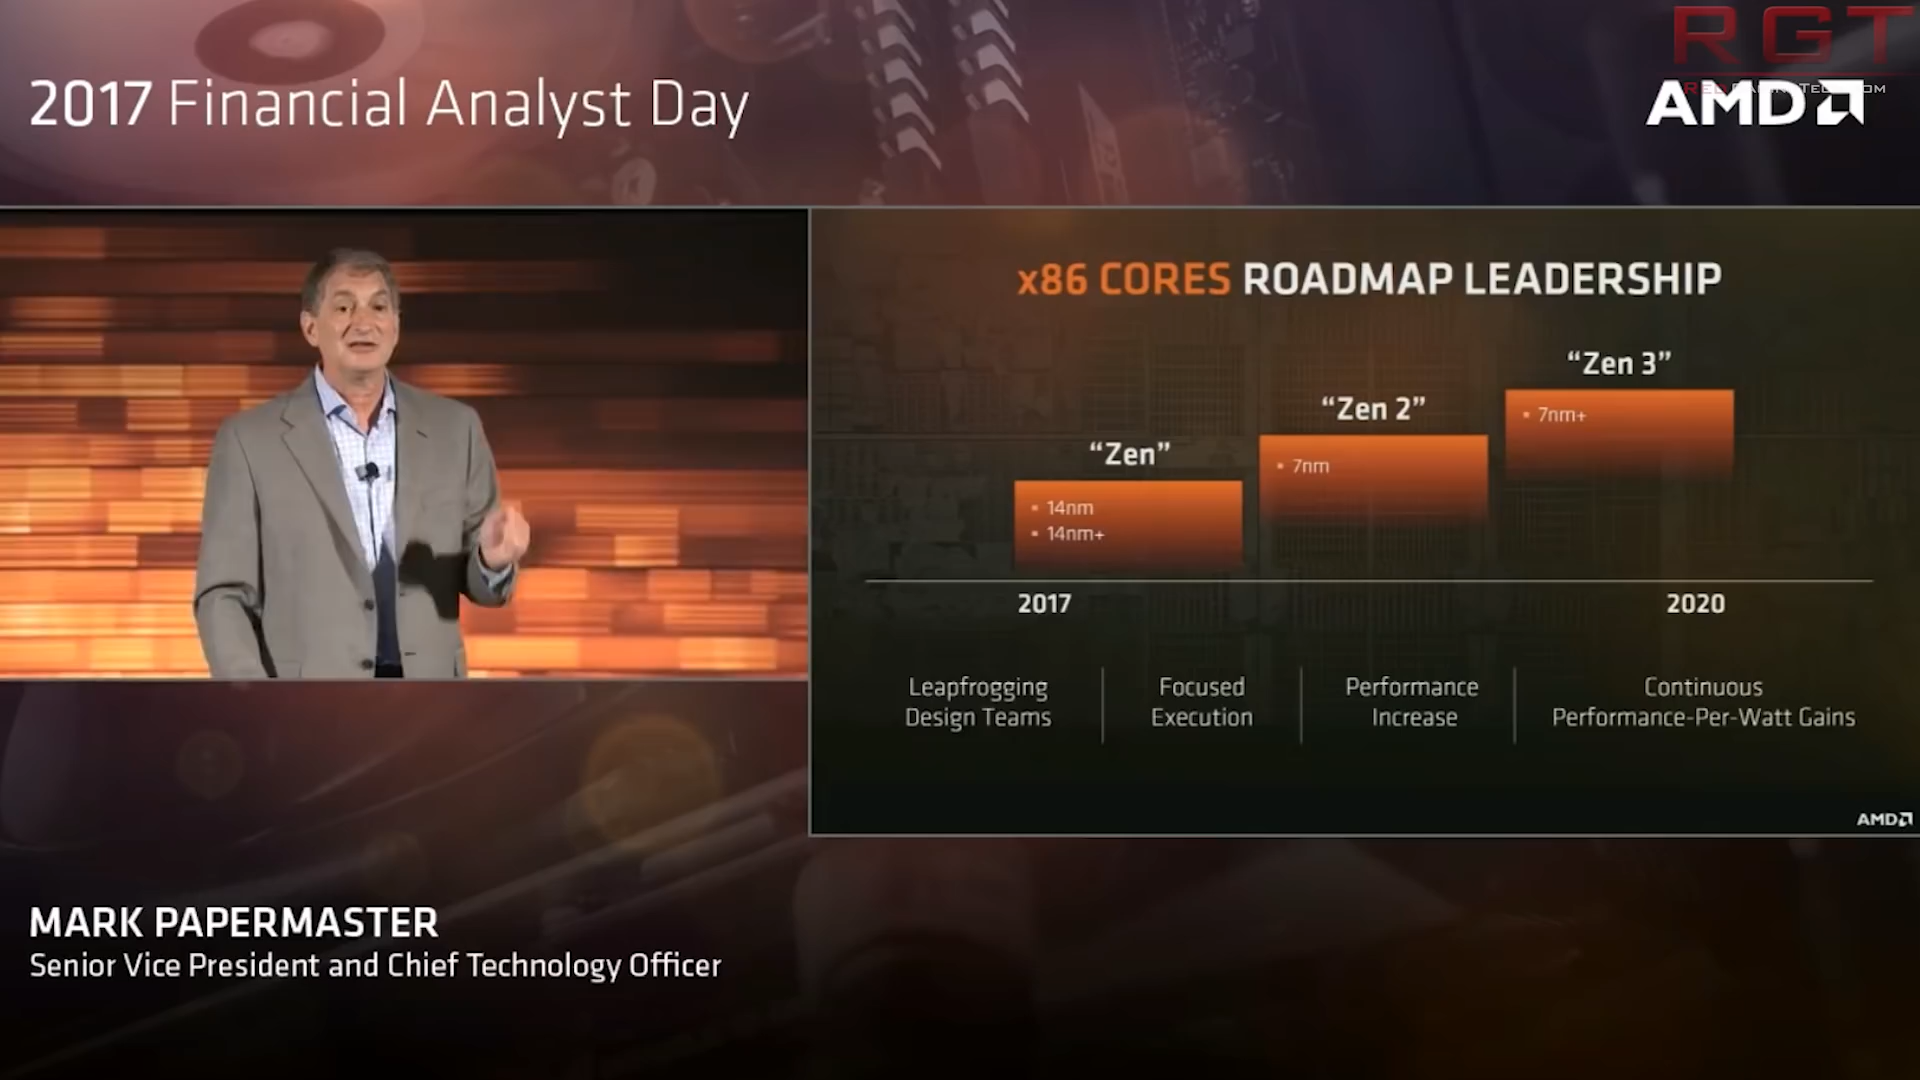 RGT
REDGAMINGTECH.COM
2017 Financial Analyst Day
AMD
x86 CORES ROADMAP LEADERSHIP
“Zen”
• 14nm
• 14nm+
“Zen 2”
• 7nm
“Zen 3”
• 7nm+
2017
2020
Leapfrogging
Design Teams
Focused
Execution
Performance
Increase
Continuous
Performance-Per-Watt Gains
AMD
MARK PAPERMASTER
Senior Vice President and Chief Technology Officer